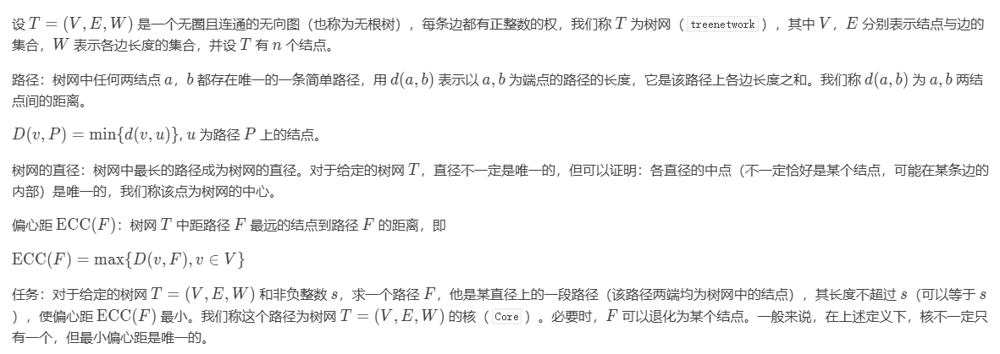 设 T = (V, E, W) 是一个无圈且连通的无向图（也称为无根树），每条边都有正整数的权，我们称 T 为树网（ treenetwork ），其中 V，E 分别表示结点与边的
集合，W 表示各边长度的集合，并设 T 有 n 个结点。
路径：树网中任何两结点 a，b 都存在唯一的一条简单路径，用 d(a, b) 表示以 a, b 为端点的路径的长度，它是该路径上各边长度之和。我们称 d(a, b) 为 a, b 两结
点间的距离。
D(v, P) = min{d(v, u)}, u 为路径 P 上的结点。
树网的直径：树网中最长的路径成为树网的直径。对于给定的树网 T，直径不一定是唯一的，但可以证明：各直径的中点（不一定恰好是某个结点，可能在某条边的
内部）是唯一的，我们称该点为树网的中心。
偏心距 ECC(F)：树网 T 中距路径 F 最远的结点到路径 F 的距离，即
ECC(F) = max{D(v, F), v ∈ V}
任务：对于给定的树网 T = (V, E, W) 和非负整数 s，求一个路径 F，他是某直径上的一段路径（该路径两端均为树网中的结点），其长度不超过 s（可以等于 s
），使偏心距 ECC(F) 最小。我们称这个路径为树网 T = (V, E, W) 的核（ Core ）。必要时，F 可以退化为某个结点。一般来说，在上述定义下，核不一定只
有一个，但最小偏心距是唯一的。